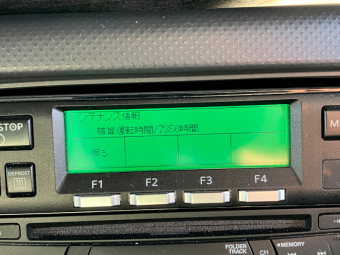 ンテナンス情報
積算運転時間/7356時間
戻る
STOP
DEFROST
F1 F2 F3 F4
M
FOLDER TRACK
CH
MEMORY